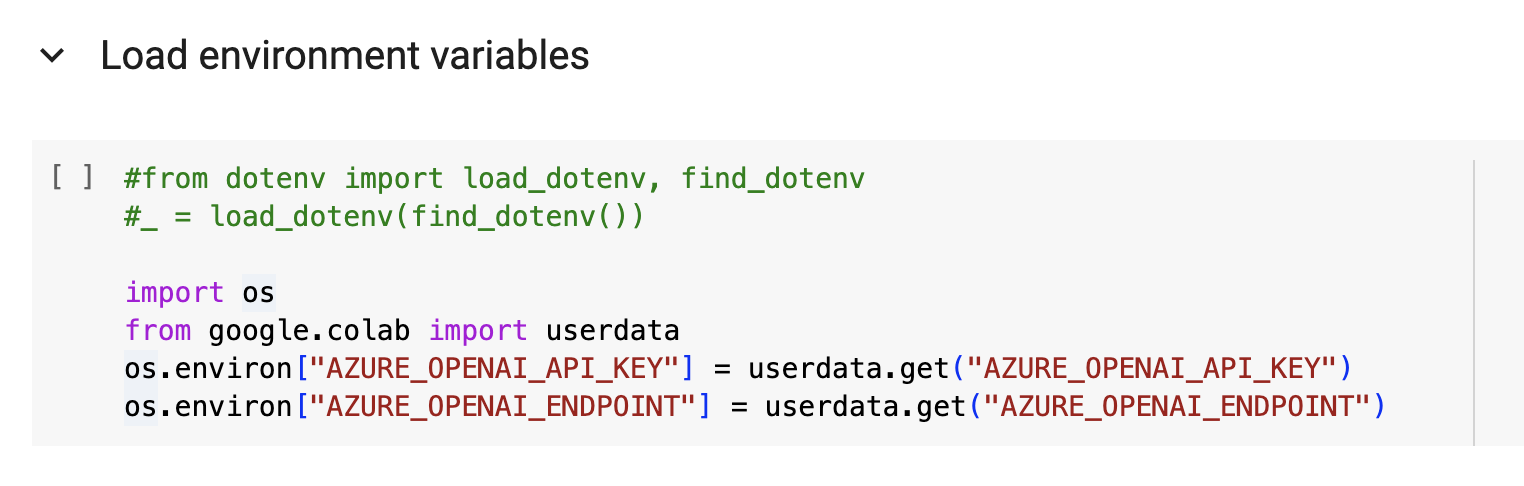 Load environment variables
[ ] #from dotenv import load_dotenv, find_dotenv
#_ = load_dotenv(find_dotenv())
import os
from google.colab import userdata
os.environ["AZURE_OPENAI_API_KEY"] = userdata.get("AZURE_OPENAI_API_KEY")
os.environ["AZURE_OPENAI_ENDPOINT"] = userdata.get("AZURE_OPENAI_ENDPOINT")